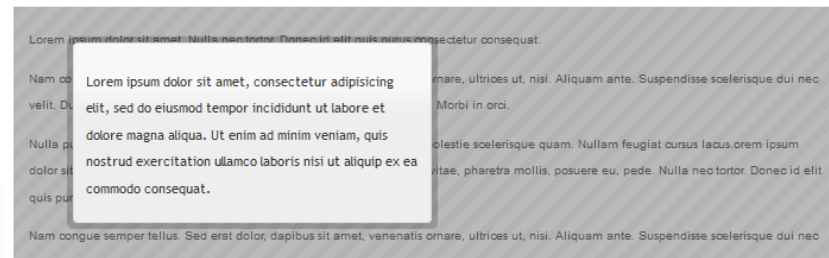 Lorem ipsum dolor sit amet. Nulla nec tortor. Donec id elit quis purus consectetur consequat.
Nam co
rnare, ultrices ut, nisi. Aliquam ante. Suspendisse scelerisque dui nec
velit. Du
Morbi in orci.
Nulla pu
olestie scelerisque quam. Nullam feugiat cursus lacus.orem ipsum
dolor sit
vitae, pharetra mollis, posuere eu, pede. Nulla nec tortor. Donec id elit
quis pur
Nam congue semper tellus. Sed erat dolor, dapibus sit amet, venenatis ornare, ultrices ut, nisi. Aliquam ante. Suspendisse scelerisque dui nec
Lorem ipsum dolor sit amet, consectetur adipisicing
elit, sed do eiusmod tempor incididunt ut labore et
dolore magna aliqua. Ut enim ad minim veniam, quis
nostrud exercitation ullamco laboris nisi ut aliquip ex ea
commodo consequat.